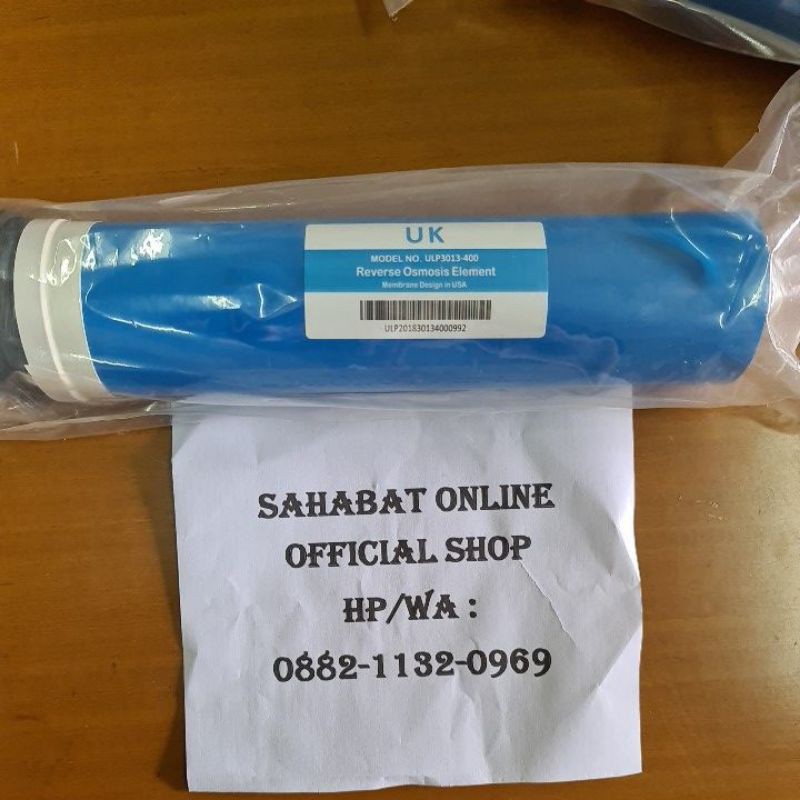 UK
MODEL NO. ULP3013-400
Reverse Osmosis Element
Membrane Design in USA
ULP201830134000992
SAHABAT ONLINE
OFFICIAL SHOP
HP/WA :
0882-1132-0969